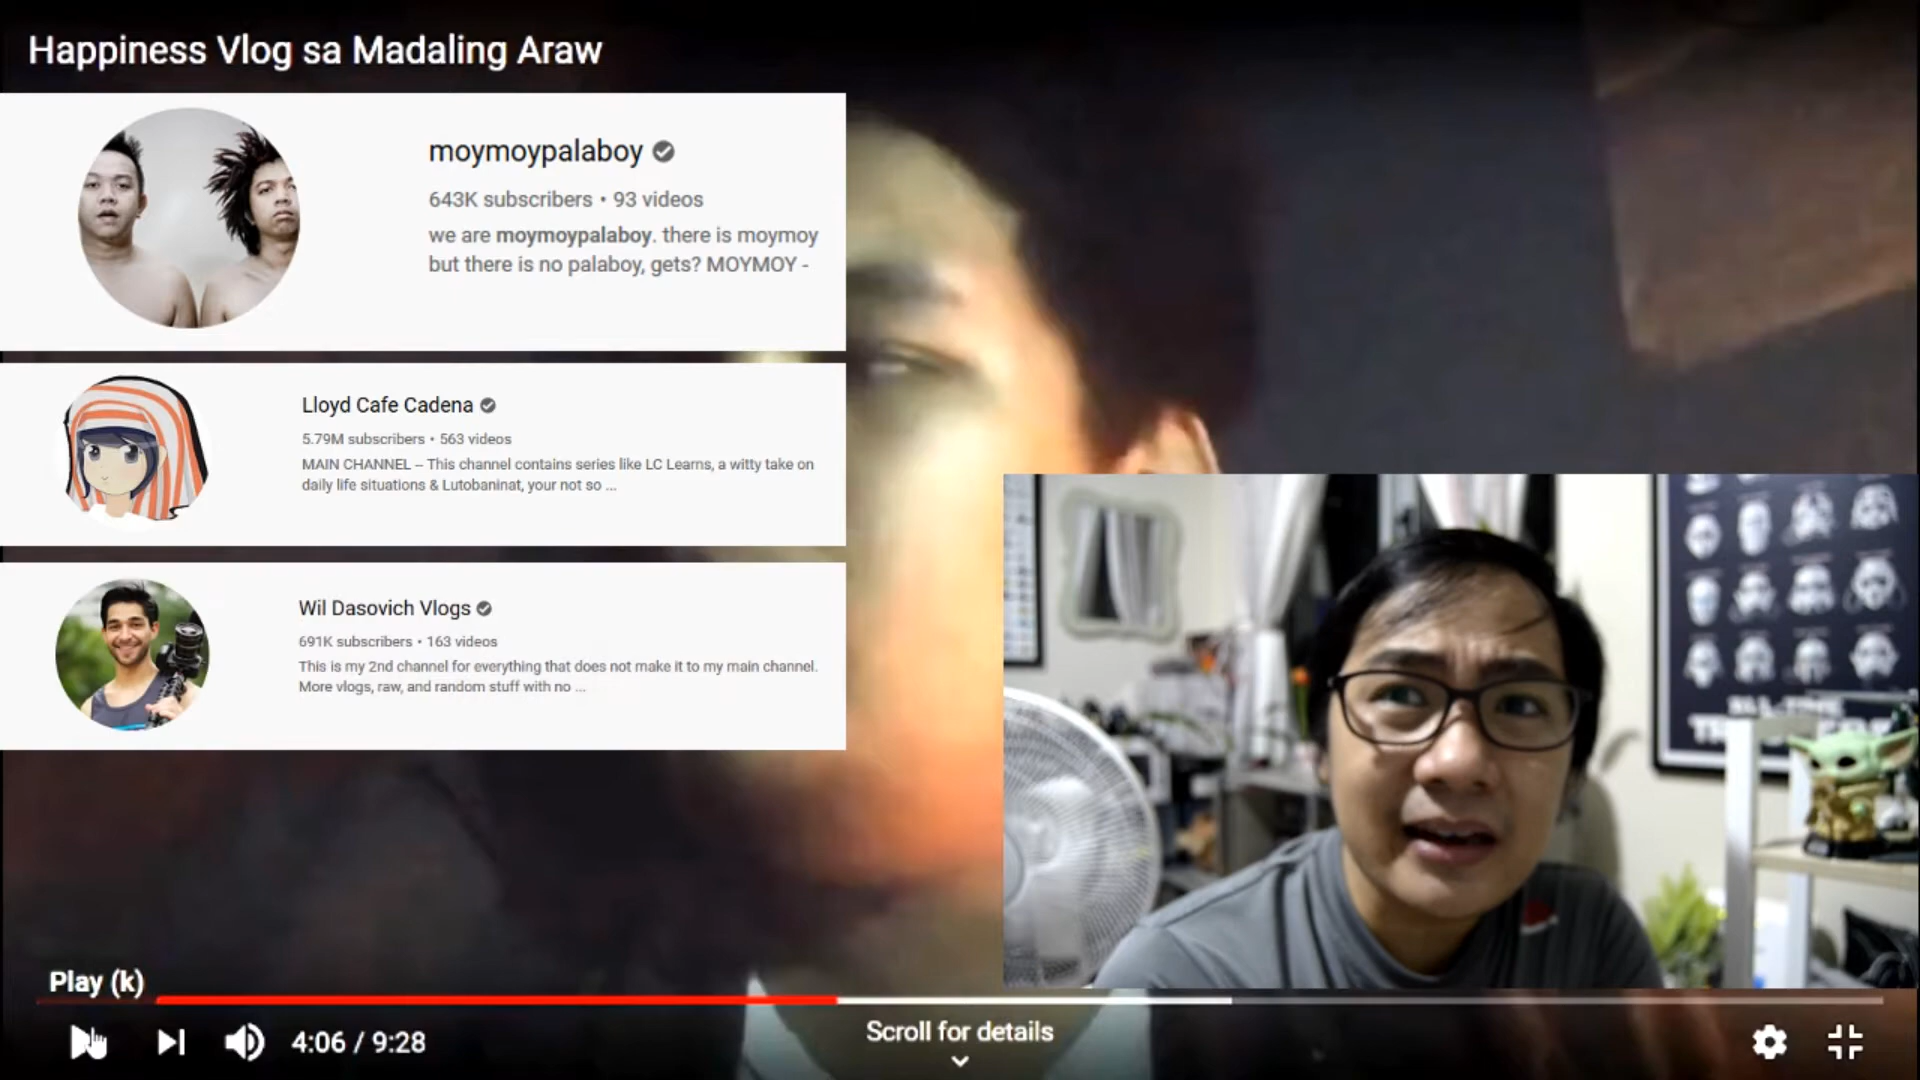 Happiness Vlog sa Madaling Araw
moymoypalaboy
643K subscribers • 93 videos
we are moymoypalaboy. there is moymoy
but there is no palaboy, gets? MOYMOY -
Lloyd Cafe Cadena
5.79M subscribers • 563 videos
MAIN CHANNEL -- This channel contains series like LC Learns, a witty take on
daily life situations & Lutobaninat, your not so ...
Wil Dasovich Vlogs
691K subscribers • 163 videos
This is my 2nd channel for everything that does not make it to my main channel.
More vlogs, raw, and random stuff with no ...
Play (k)
4:06 / 9:28
Scroll for details